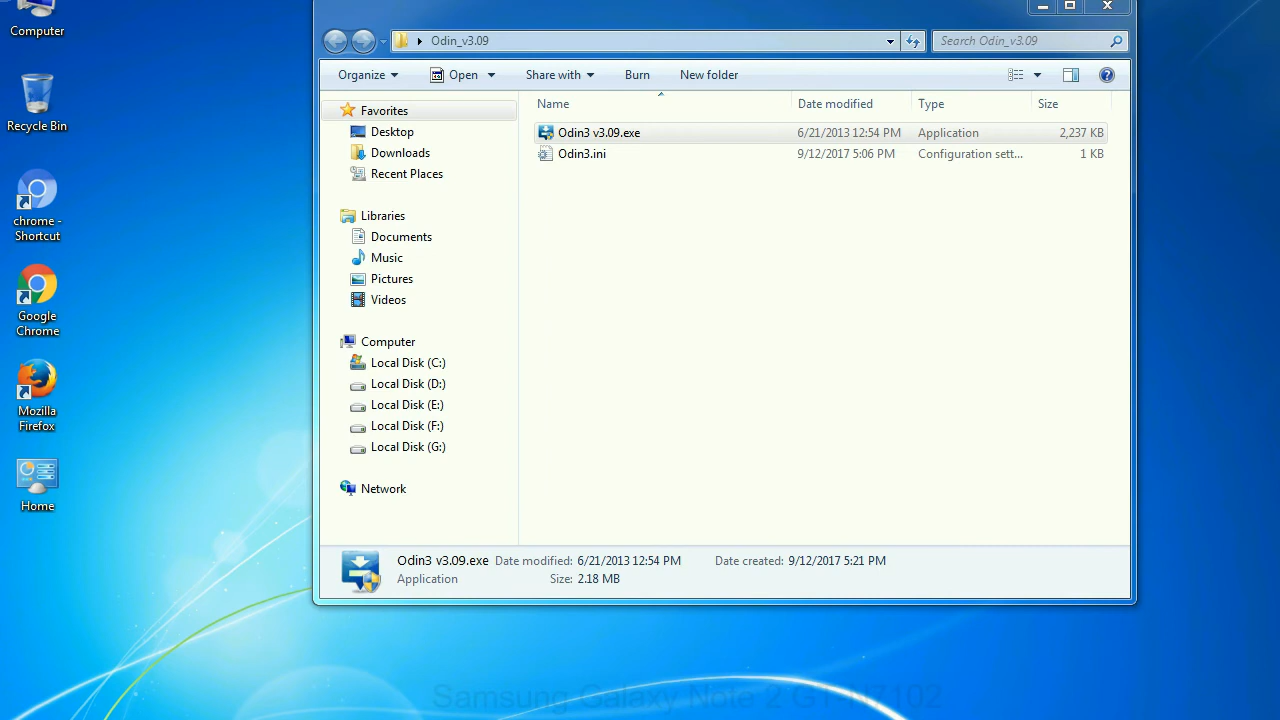 Computer
Recycle Bin
chrome -
Shortcut
Google
Chrome
Mozilla
Firefox
Home
Odin_v3.09
Search Odin_v3.09
Organize
Open
Share with
Burn
New folder
Name
Date modified
Type
Size
Odin3 v3.09.exe 6/21/2013 12:54 PM Application 2,237 KB
Odin3.ini 9/12/2017 5:06 PM Configuration sett... 1 KB
Favorites
Desktop
Downloads
Recent Places
Libraries
Documents
Music
Pictures
Videos
Computer
Local Disk (C:)
Local Disk (D:)
Local Disk (E:)
Local Disk (F:)
Local Disk (G:)
Network
Odin3 v3.09.exe Date modified: 6/21/2013 12:54 PM Date created: 9/12/2017 5:21 PM
Application Size: 2.18 MB
Samsung Galaxy Note 2 GT-N7102